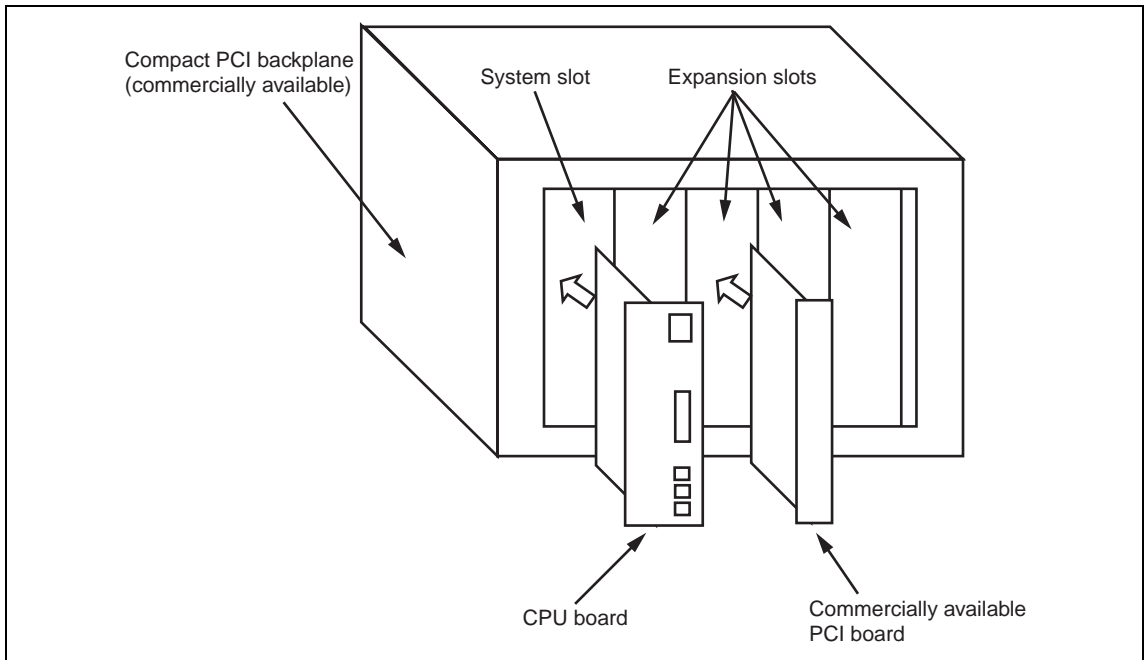 Compact PCI backplane
(commercially available)
System slot
Expansion slots
CPU board
Commercially available
PCI board